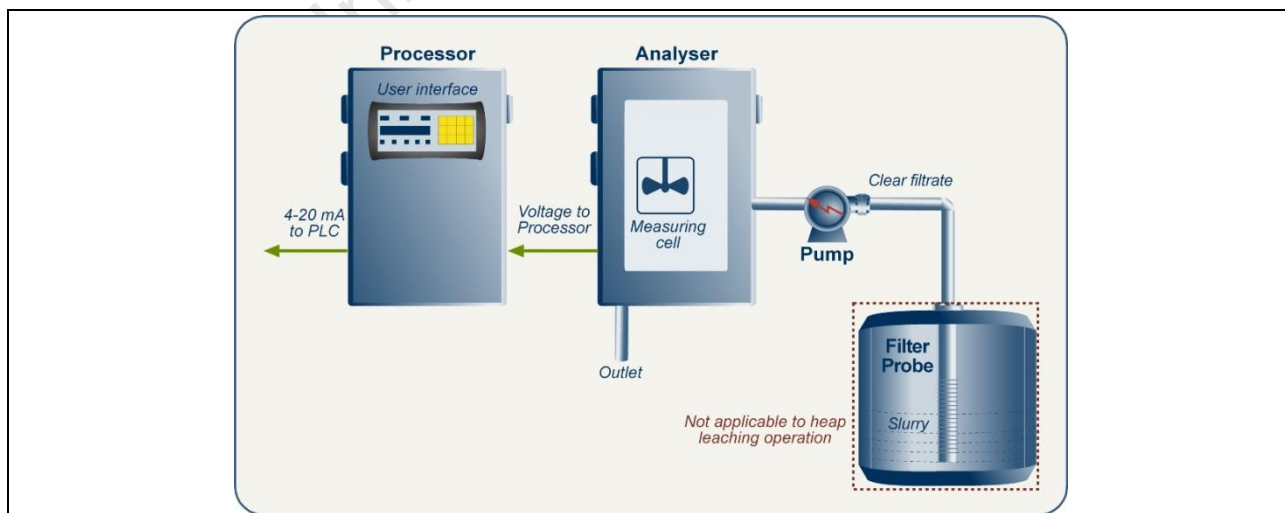 Processor
User interface
4-20 mA
to PLC
Voltage to
Processor
Analyser
Measuring
cell
Outlet
Pump
Clear filtrate
Filter
Probe
Slurry
Not applicable to heap
leaching operation